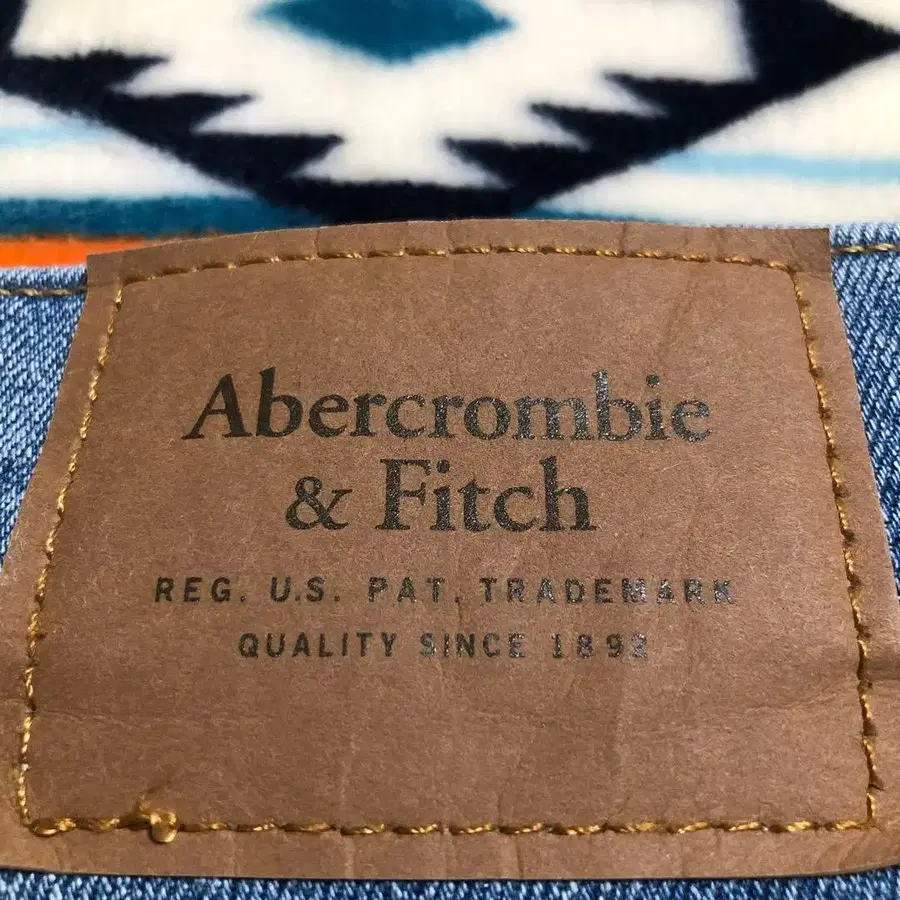 Abercrombie
& Fitch
REG. U.S. PAT. TRADEMARK
QUALITY SINCE 1892